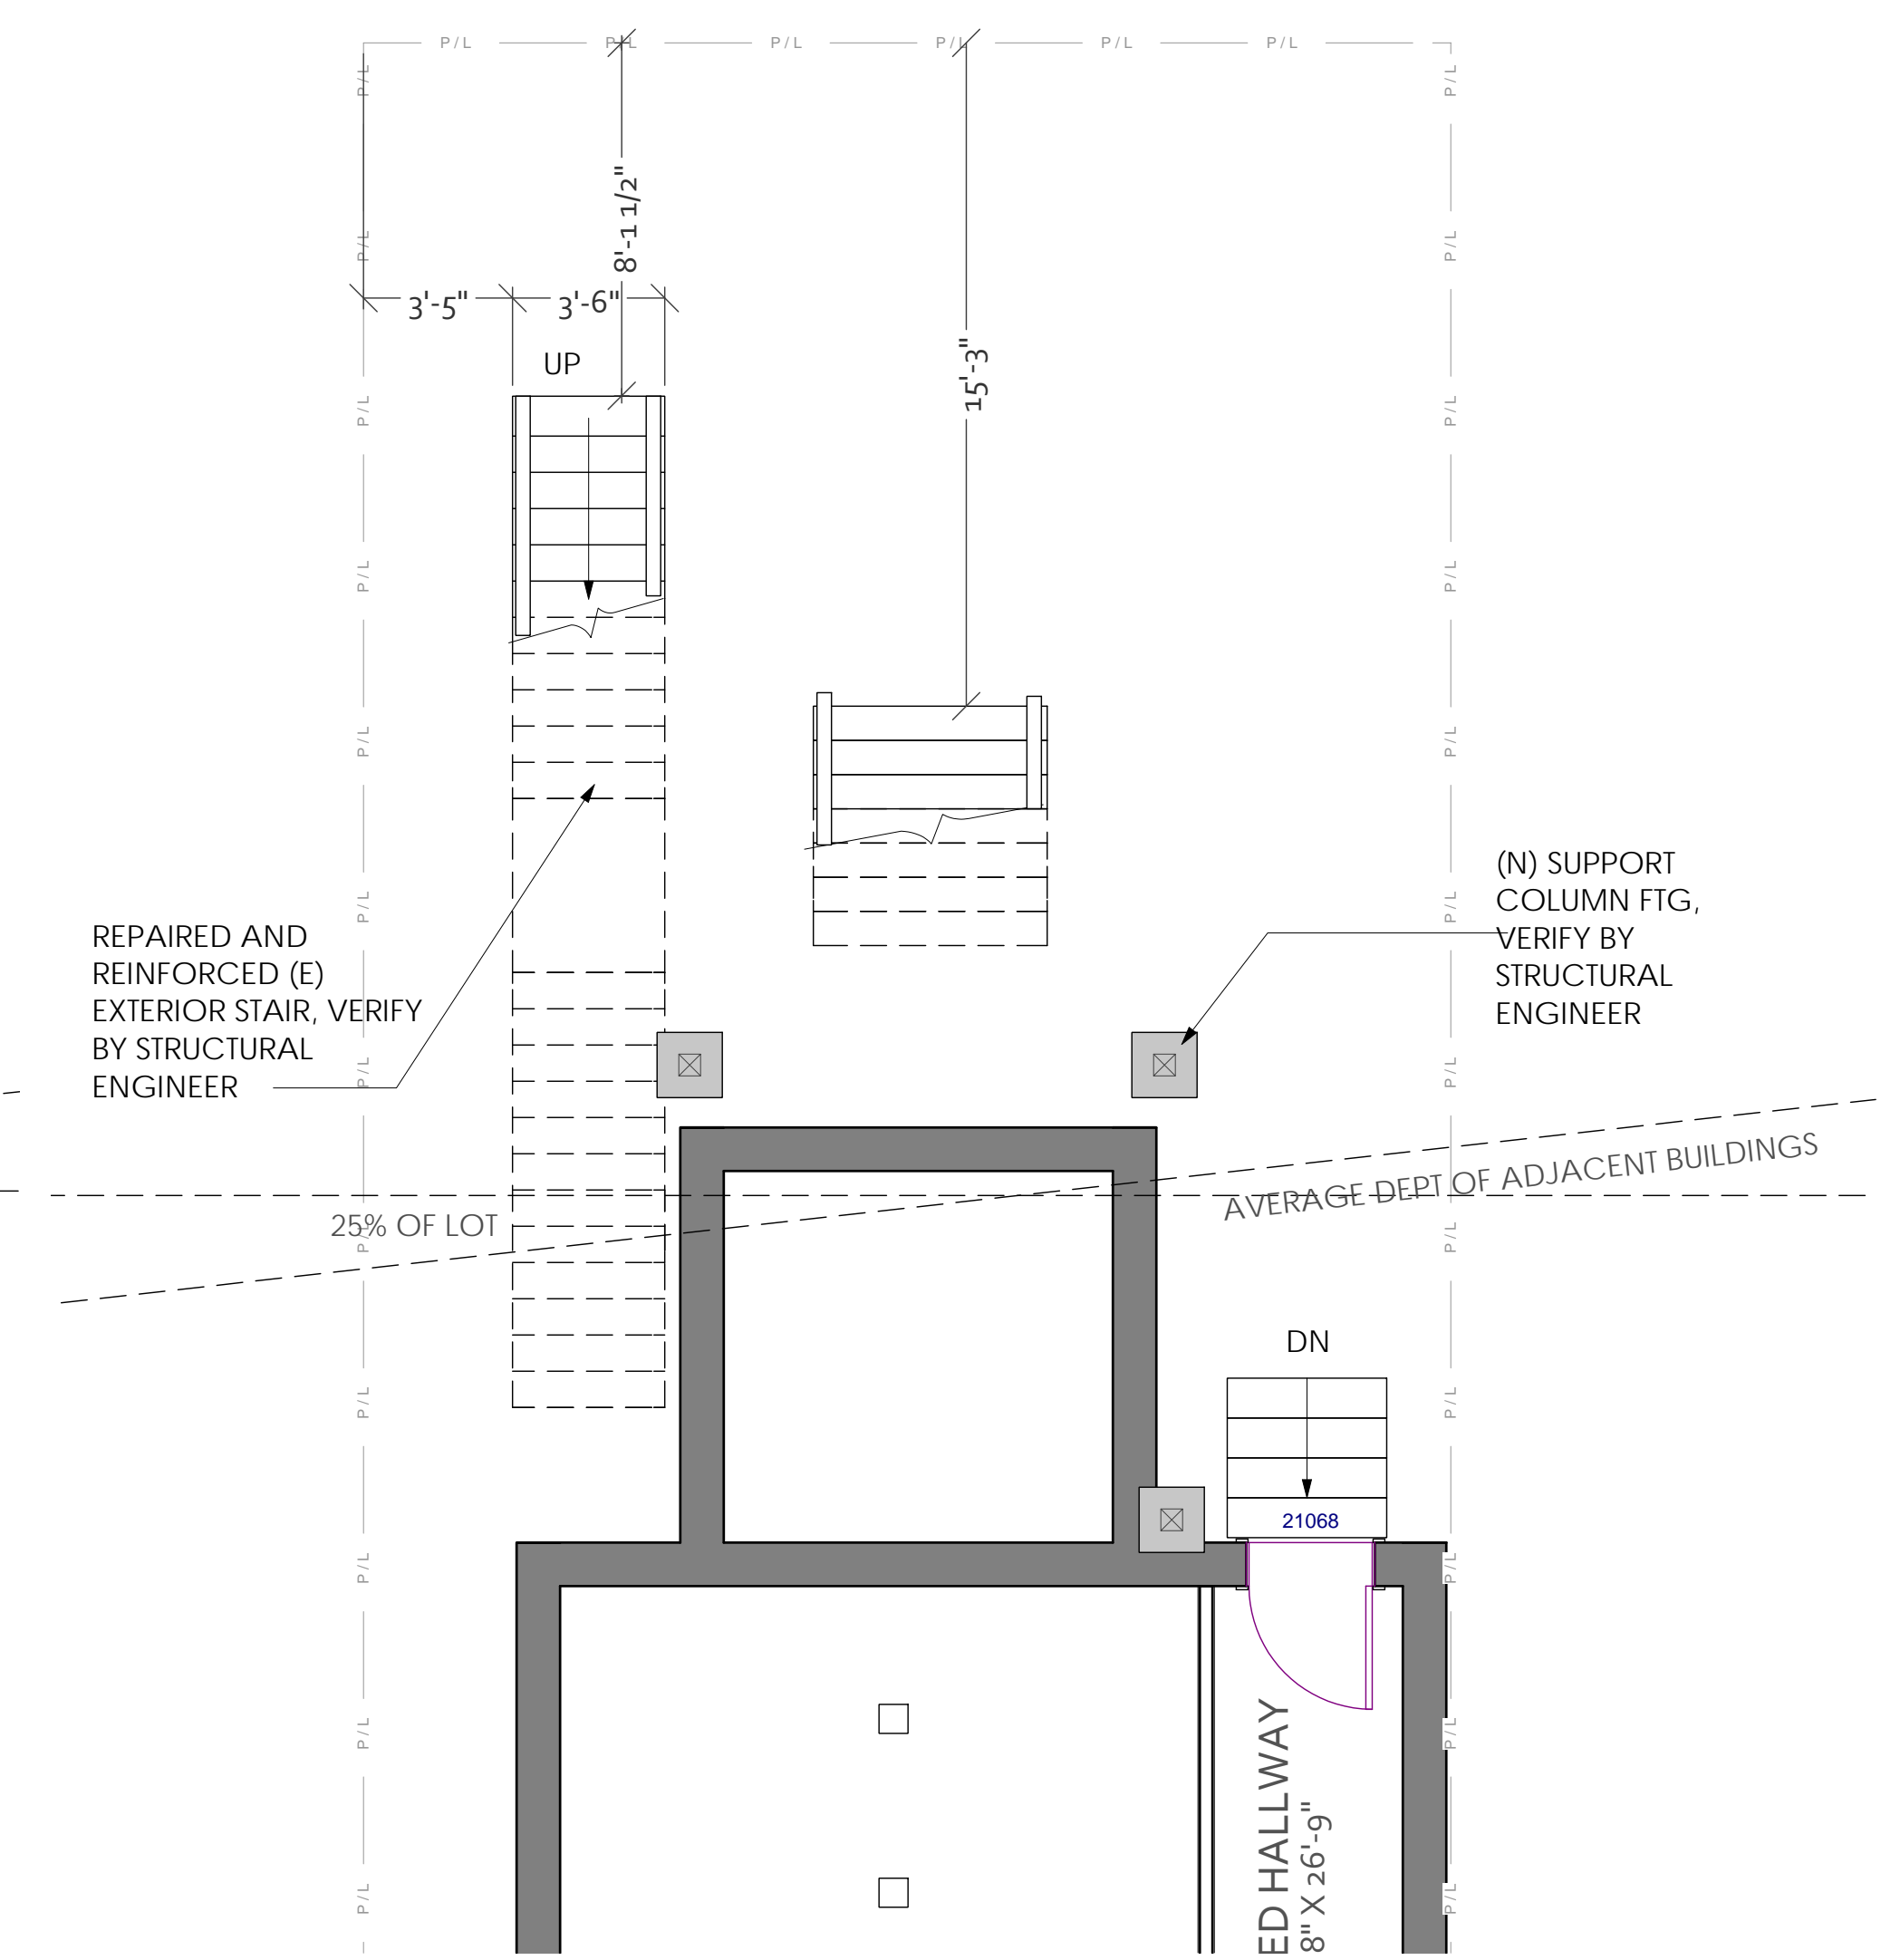 P / L P / L P / L P / L P / L P / L
P / L
P / L
8'-1 1/2"
P / L
P / L
3'-5"
3'-6"
15'-3"
UP
P / L
P / L
P / L
P / L
P / L
P / L
(N) SUPPORT
COLUMN FTG,
VERIFY BY
STRUCTURAL
ENGINEER
P / L
P / L
REPAIRED AND
REINFORCED (E)
EXTERIOR STAIR, VERIFY
BY STRUCTURAL
ENGINEER
P / L
P / L
AVERAGE DEPT OF ADJACENT BUILDINGS
25% OF LOT
P / L
P / L
DN
P / L
P / L
21068
P / L
P / L
P / L
P / L
ED HALLWAY
8" X 26'-9"
P / L
P / L